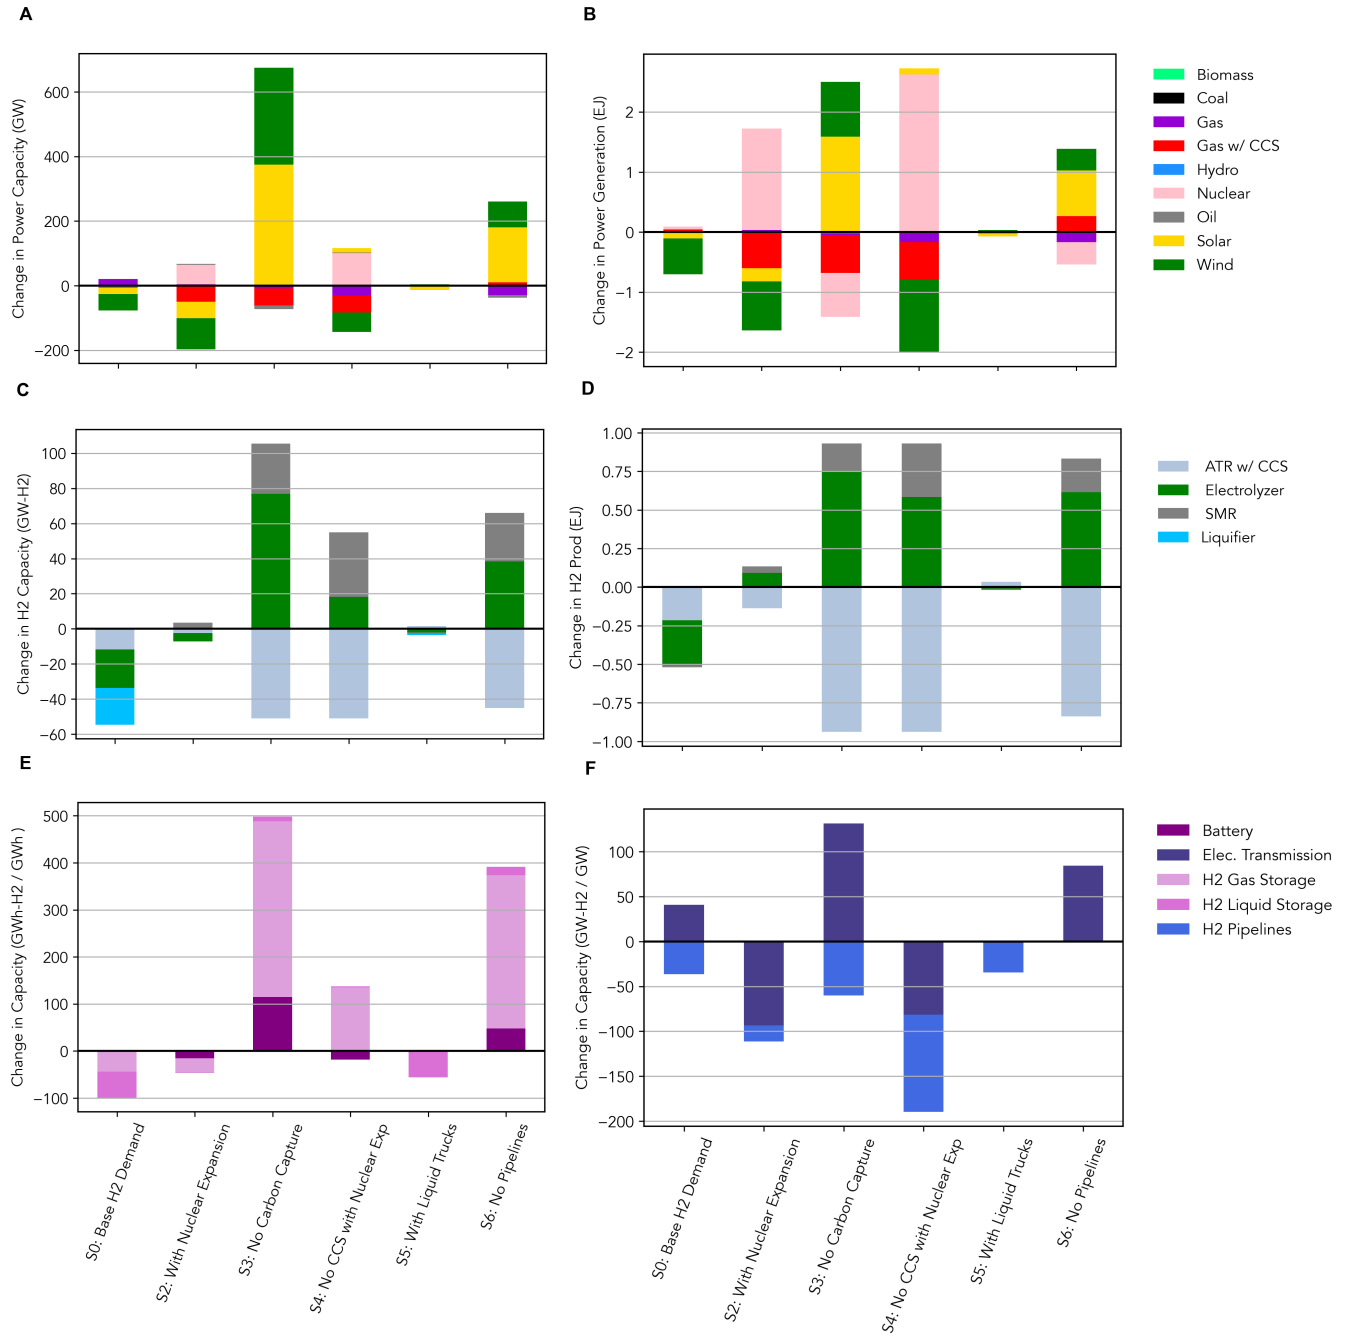 A
Change in Power Capacity (GW)
600
400
200
0
−200
B
Change in Power Generation (EJ)
2
1
0
−1
−2
Biomass
Coal
Gas
Gas w/ CCS
Hydro
Nuclear
Oil
Solar
Wind
C
Change in H2 Capacity (GW-H2)
100
80
60
40
20
0
−20
−40
−60
D
Change in H2 Prod (EJ)
1.00
0.75
0.50
0.25
0.00
−0.25
−0.50
−0.75
−1.00
ATR w/ CCS
Electrolyzer
SMR
Liquifier
E
Change in Capacity (GWh-H2 / GWh )
500
400
300
200
100
0
−100
S0: Base H2 Demand
S2: With Nuclear Expansion
S3: No Carbon Capture
S4: No CCS with Nuclear Exp
S5: With Liquid Trucks
S6: No Pipelines
F
Change in Capacity (GW-H2 / GW)
100
50
0
−50
−100
−150
−200
S0: Base H2 Demand
S2: With Nuclear Expansion
S3: No Carbon Capture
S4: No CCS with Nuclear Exp
S5: With Liquid Trucks
S6: No Pipelines
Battery
Elec. Transmission
H2 Gas Storage
H2 Liquid Storage
H2 Pipelines